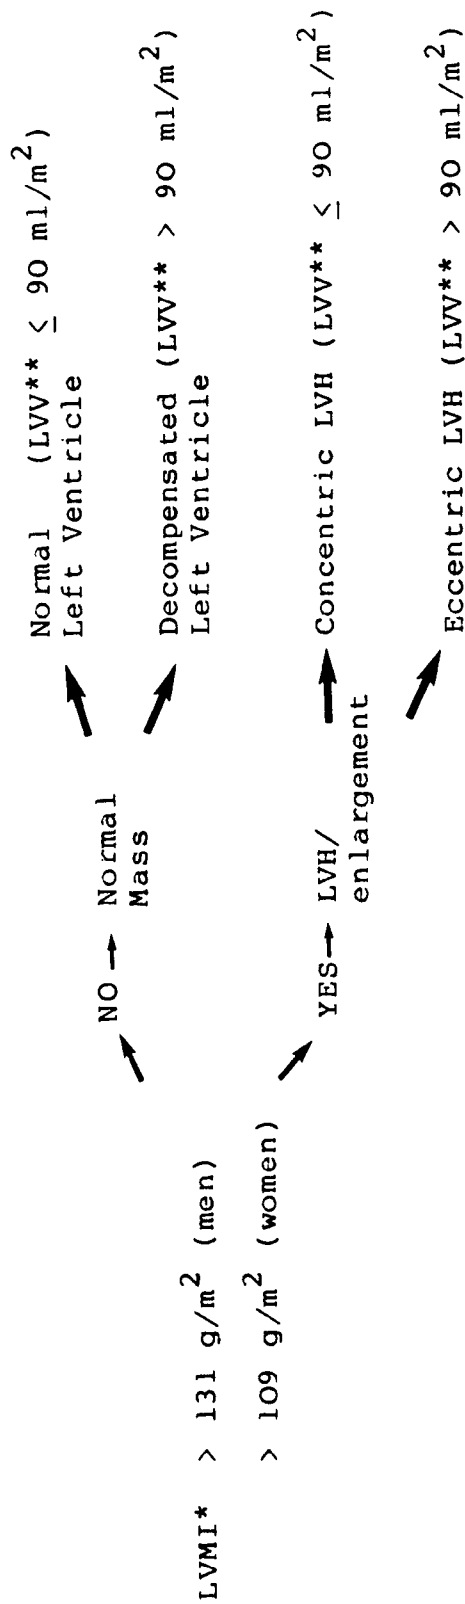 LVMI* > 131 g/m² (men)
> 109 g/m² (women)
NO → Normal
Mass
Normal (LVV** ≤ 90 ml/m²)
Left Ventricle
Decompensated (LVV** > 90 ml/m²)
Left Ventricle
YES → LVH/
enlargement
Concentric LVH (LVV** ≤ 90 ml/m²)
Eccentric LVH (LVV** > 90 ml/m²)